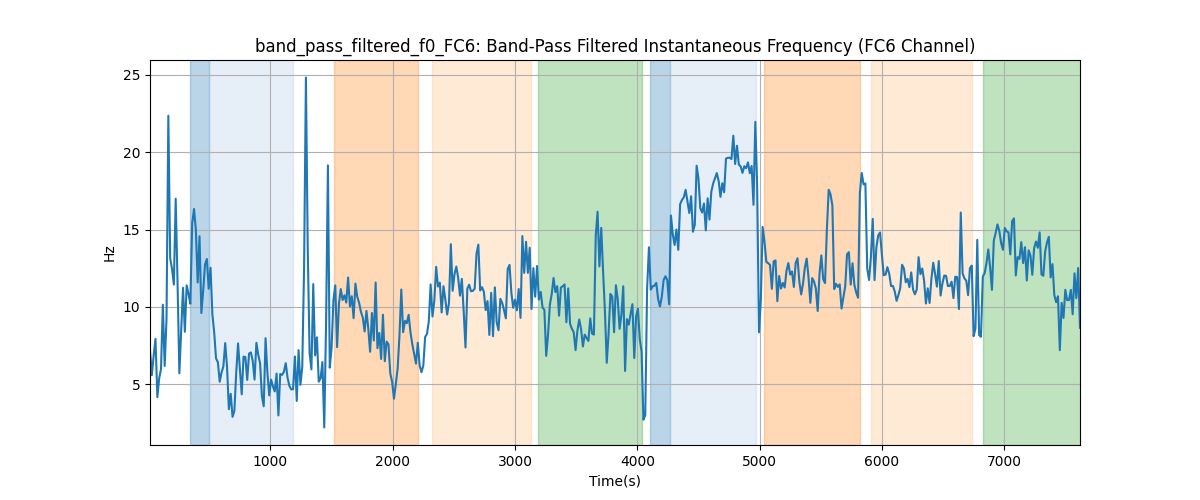 band_pass_filtered_f0_FC6: Band-Pass Filtered Instantaneous Frequency (FC6 Channel)
25
20
15
10
5
Hz
1000 2000 3000 4000 5000 6000 7000
Time(s)